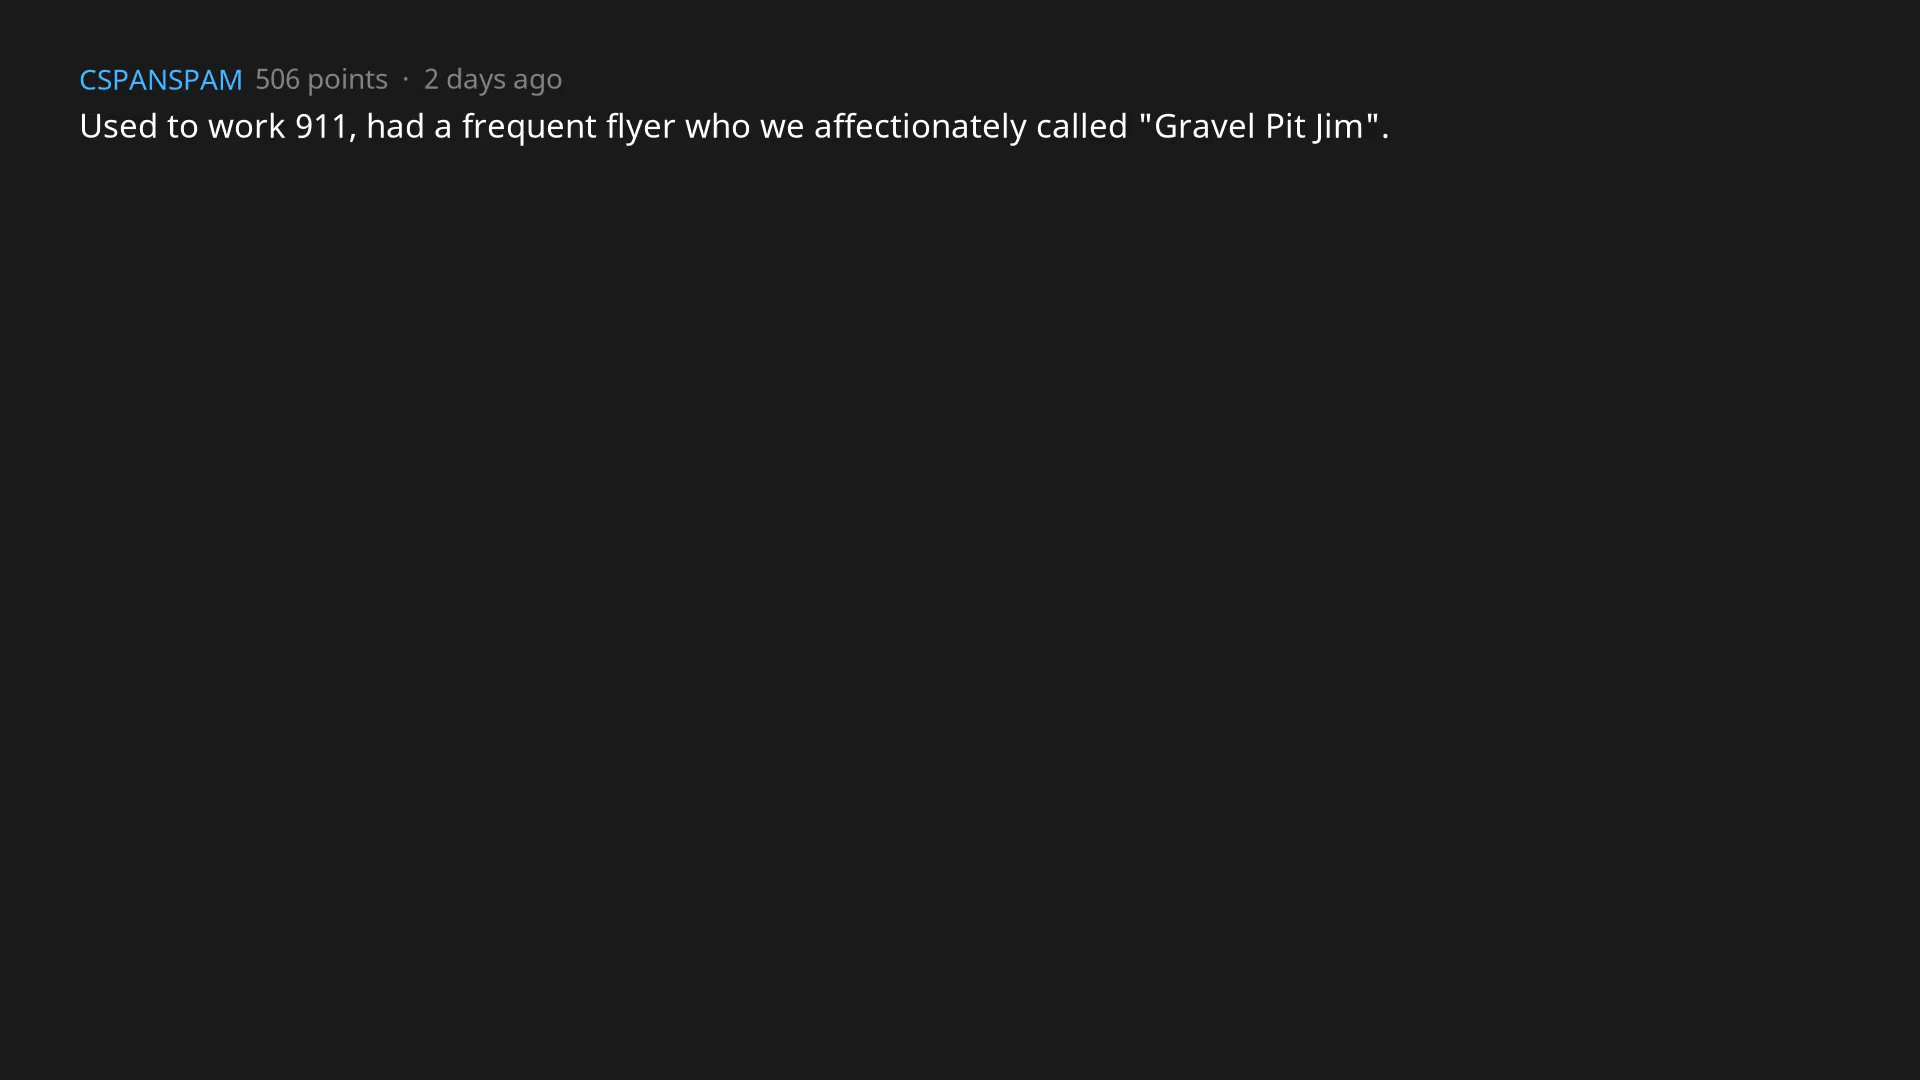 CSPANSPAM 506 points · 2 days ago
Used to work 911, had a frequent flyer who we affectionately called "Gravel Pit Jim".